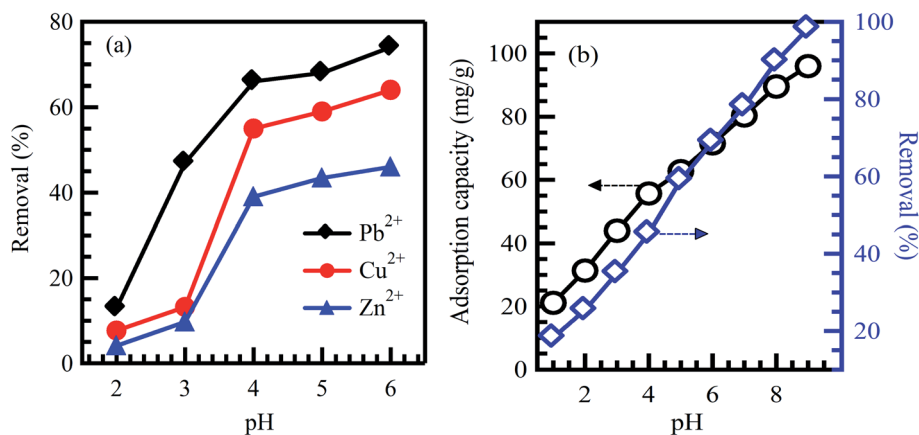 (a)
Removal (%)
80
60
40
20
0
2 3 4 5 6
pH
Pb²⁺
Cu²⁺
Zn²⁺
(b)
Adsorption capacity (mg/g)
100
80
60
40
20
0
2 4 6 8
pH
100
80
60
40
20
Removal (%)